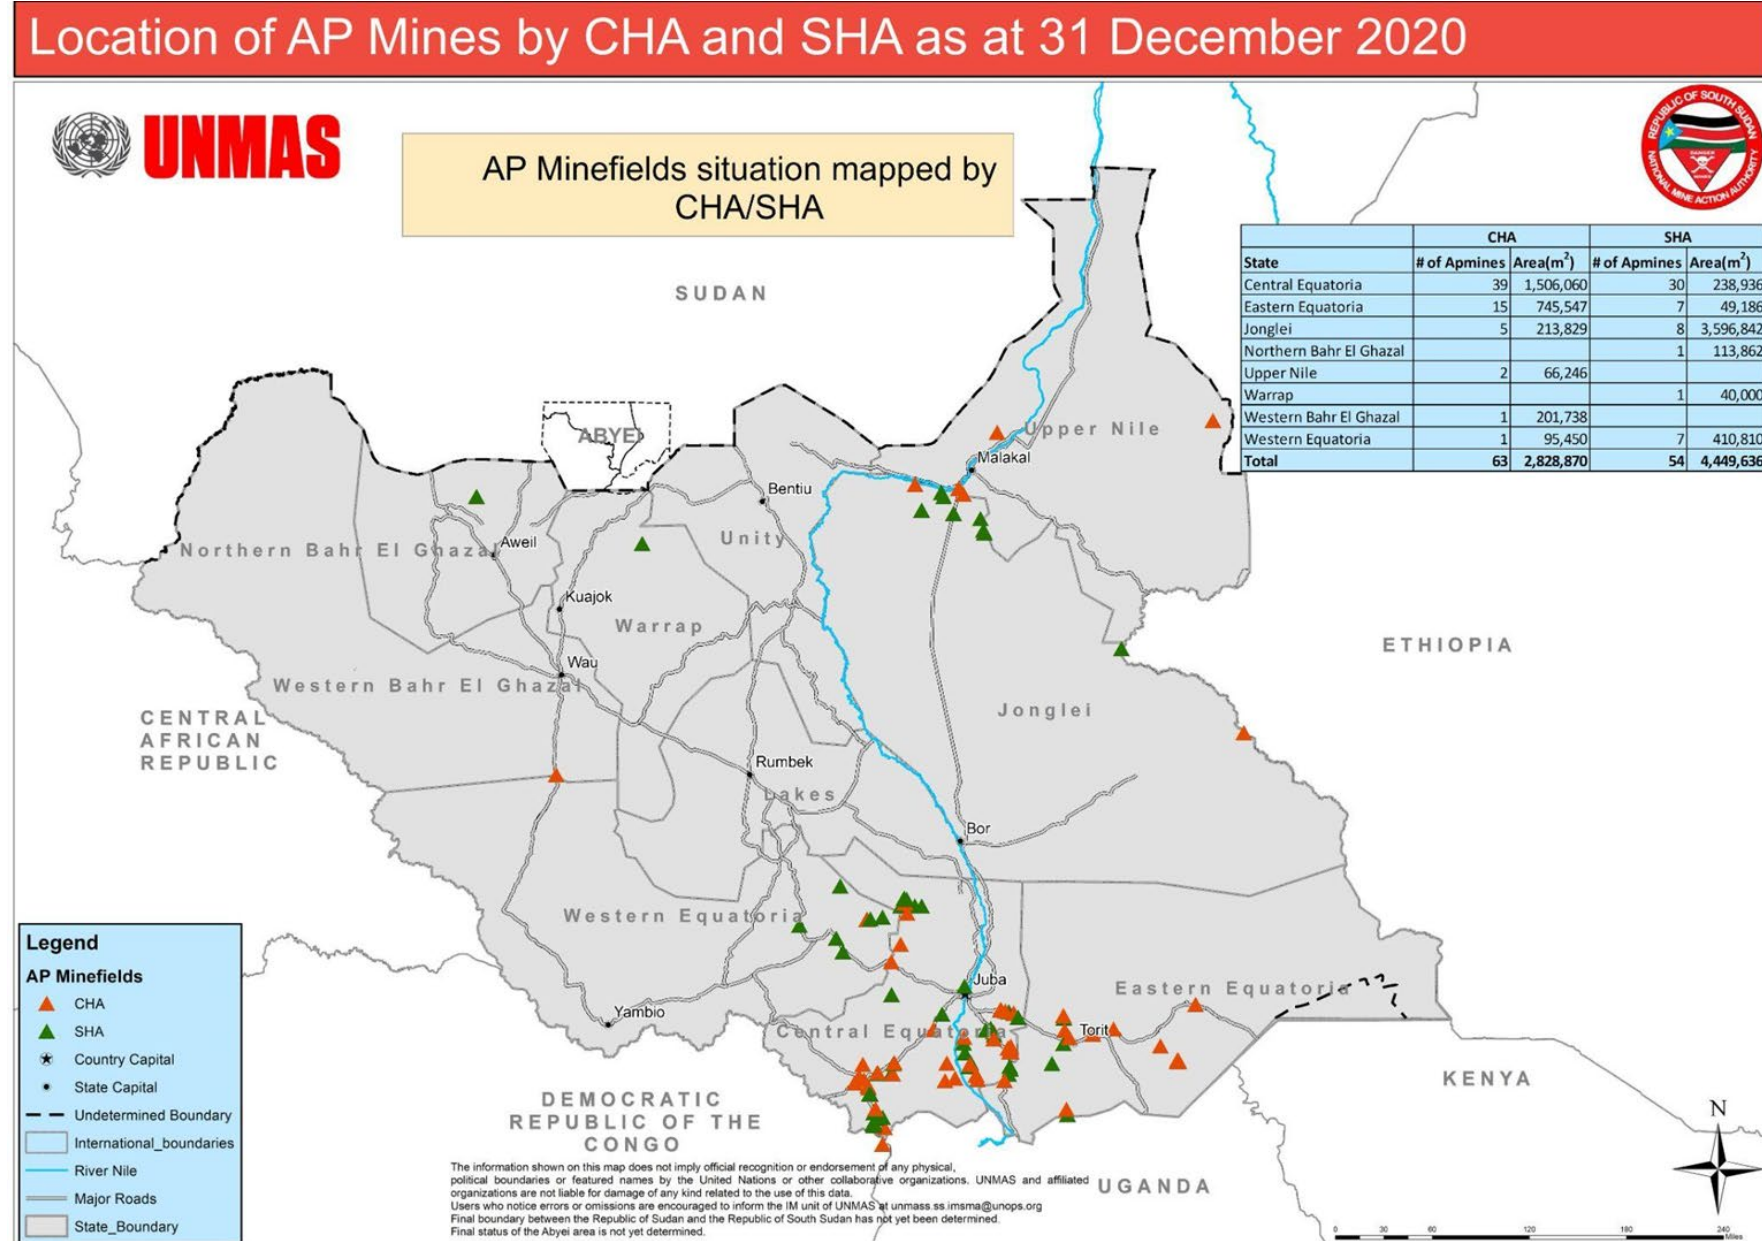 Location of AP Mines by CHA and SHA as at 31 December 2020
UNMAS
AP Minefields situation mapped by
CHA/SHA
REPUBLIC OF SOUTH SUDAN
DANGER
NATIONAL MINE ACTION AUTHORITY
CHA SHA
State # of Apmines Area(m²) # of Apmines Area(m²)
Central Equatoria 39 1,506,060 30 238,936
Eastern Equatoria 15 745,547 7 49,186
Jonglei 5 213,829 8 3,596,842
Northern Bahr El Ghazal 1 113,862
Upper Nile 2 66,246
Warrap 1 40,000
Western Bahr El Ghazal 1 201,738
Western Equatoria 1 95,450 7 410,810
Total 63 2,828,870 54 4,449,636
SUDAN
ABYEI
Upper Nile
Malakal
Bentiu
Unity
Northern Bahr El Ghazal
Aweil
Kuajok
Warrap
Wau
Western Bahr El Ghazal
ETHIOPIA
CENTRAL
AFRICAN
REPUBLIC
Jonglei
Rumbek
Lakes
Bor
Western Equatoria
Juba
Eastern Equatoria
Yambio
Central Equatoria
Torit
KENYA
DEMOCRATIC
REPUBLIC OF THE
CONGO
UGANDA
Legend
AP Minefields
CHA
SHA
Country Capital
State Capital
Undetermined Boundary
International_boundaries
River Nile
Major Roads
State_Boundary
The information shown on this map does not imply official recognition or endorsement of any physical,
political boundaries or featured names by the United Nations or other collaborative organizations. UNMAS and affiliated
organizations are not liable for damage of any kind related to the use of this data.
Users who notice errors or omissions are encouraged to inform the IM unit of UNMAS at unmass.ss.imsma@unops.org
Final boundary between the Republic of Sudan and the Republic of South Sudan has not yet been determined.
Final status of the Abyei area is not yet determined.
N
0 30 60 120 180 240
Miles